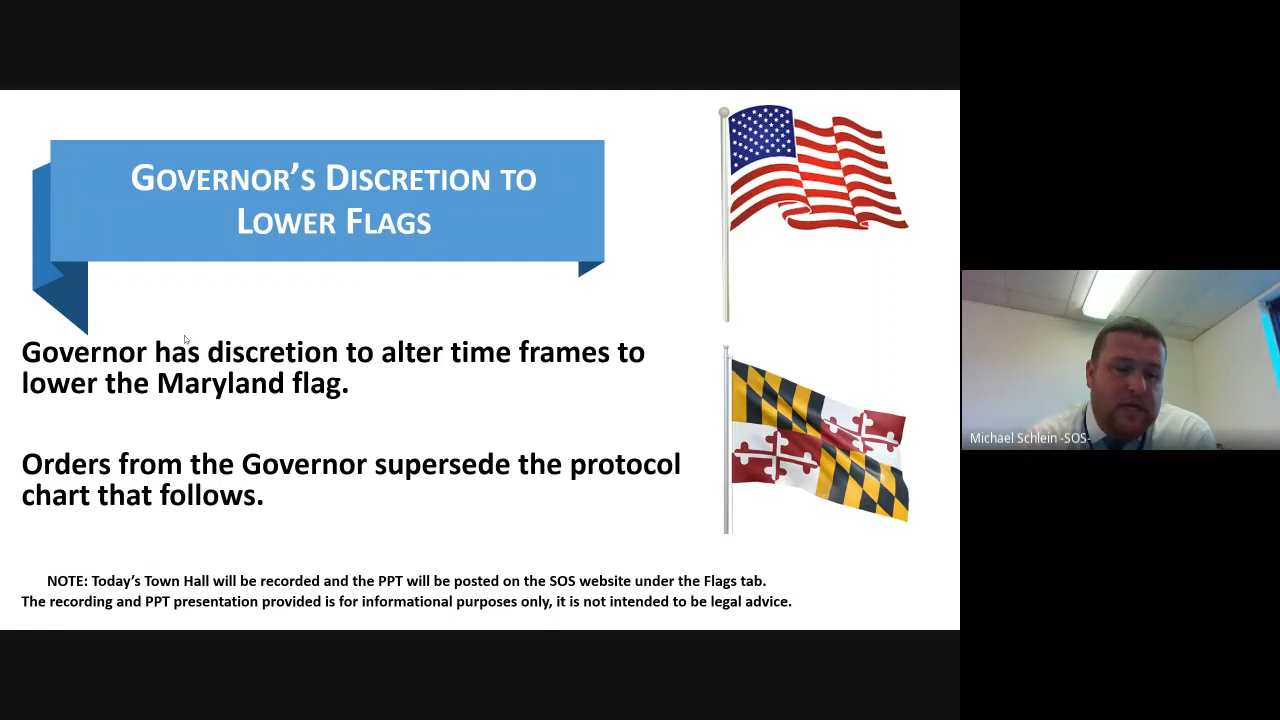 GOVERNOR'S DISCRETION TO
LOWER FLAGS
Governor has discretion to alter time frames to
lower the Maryland flag.
Orders from the Governor supersede the protocol
chart that follows.
NOTE: Today's Town Hall will be recorded and the PPT will be posted on the SOS website under the Flags tab.
The recording and PPT presentation provided is for informational purposes only, it is not intended to be legal advice.
Michael Schlein -SOS-